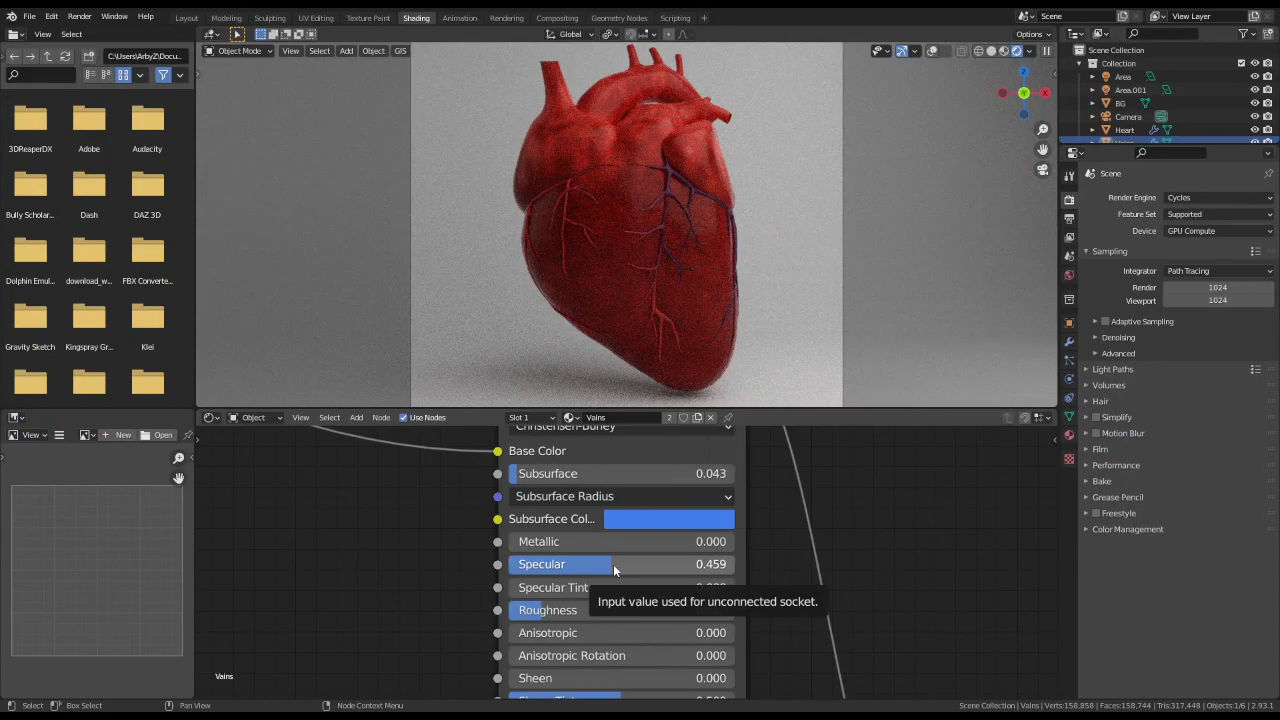 File Edit Render Window Help
Layout Modeling Sculpting UV Editing Texture Paint Shading Animation Rendering Compositing Geometry Nodes Scripting +
Scene
View Layer
View Select
Object Mode View Select Add Object GIS
Global
Options
C:\Users\ArbyZ\Docu...
3DReaperDX
Adobe
Audacity
Bully Scholar...
Dash
DAZ 3D
Dolphin Emul...
download_w...
FBX Converte...
Gravity Sketch
Kingspray Gr...
Klei
X
Y
Z
Scene Collection
Collection
Area
Area.001
BG
Camera
Heart
Scene
Render Engine Cycles
Feature Set Supported
Device GPU Compute
Sampling
Integrator Path Tracing
Render 1024
Viewport 1024
Adaptive Sampling
Denoising
Advanced
Light Paths
Volumes
Hair
Simplify
Motion Blur
Film
Performance
Bake
Grease Pencil
Freestyle
Color Management
View New Open
Object View Select Add Node Use Nodes Slot 1 Vains 2
Christensen-Burley
Base Color
Subsurface 0.043
Subsurface Radius
Subsurface Col...
Metallic 0.000
Specular 0.459
Specular Tint
Input value used for unconnected socket.
Roughness
Anisotropic 0.000
Anisotropic Rotation 0.000
Sheen 0.000
Vains
Select Box Select Pan View Node Context Menu
Scene Collection | Vains | Verts:158,858 | Faces:158,744 | Tris:317,448 | Objects:1/6 | 2.93.1